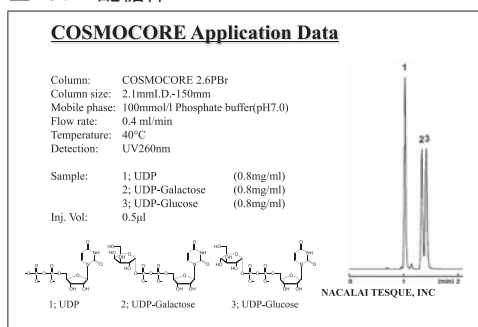 COSMOCORE Application Data
Column: COSMOCORE 2.6PBr
Column size: 2.1mmI.D.-150mm
Mobile phase: 100mmol/l Phosphate buffer(pH7.0)
Flow rate: 0.4 ml/min
Temperature: 40°C
Detection: UV260nm
Sample: 1; UDP (0.8mg/ml)
2; UDP-Galactose (0.8mg/ml)
3; UDP-Glucose (0.8mg/ml)
Inj. Vol: 0.5µl
1
23
0 1 (min) 2
NACALAI TESQUE, INC
1; UDP 2; UDP-Galactose 3; UDP-Glucose